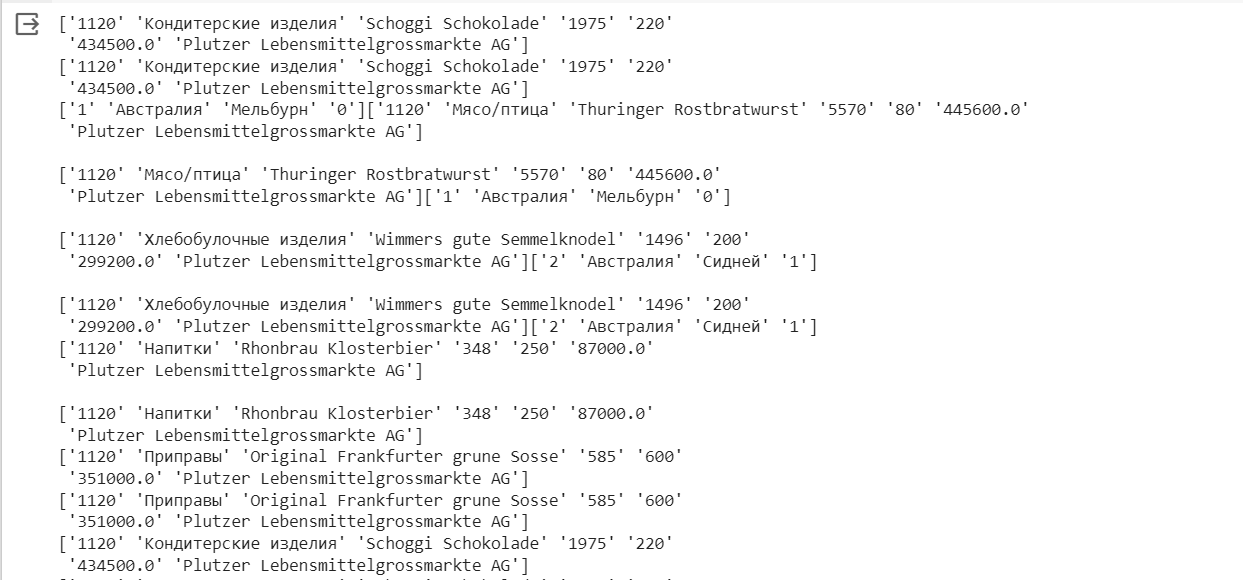 ['1120' 'Кондитерские изделия' 'Schoggi Schokolade' '1975' '220'
'434500.0' 'Plutzer Lebensmittelgrossmarkte AG']
['1120' 'Кондитерские изделия' 'Schoggi Schokolade' '1975' '220'
'434500.0' 'Plutzer Lebensmittelgrossmarkte AG']
['1' 'Австралия' 'Мельбурн' '0']['1120' 'Мясо/птица' 'Thuringer Rostbratwurst' '5570' '80' '445600.0'
'Plutzer Lebensmittelgrossmarkte AG']
['1120' 'Мясо/птица' 'Thuringer Rostbratwurst' '5570' '80' '445600.0'
'Plutzer Lebensmittelgrossmarkte AG']['1' 'Австралия' 'Мельбурн' '0']
['1120' 'Хлебобулочные изделия' 'Wimmers gute Semmelknodel' '1496' '200'
'299200.0' 'Plutzer Lebensmittelgrossmarkte AG']['2' 'Австралия' 'Сидней' '1']
['1120' 'Хлебобулочные изделия' 'Wimmers gute Semmelknodel' '1496' '200'
'299200.0' 'Plutzer Lebensmittelgrossmarkte AG']['2' 'Австралия' 'Сидней' '1']
['1120' 'Напитки' 'Rhonbrau Klosterbier' '348' '250' '87000.0'
'Plutzer Lebensmittelgrossmarkte AG']
['1120' 'Напитки' 'Rhonbrau Klosterbier' '348' '250' '87000.0'
'Plutzer Lebensmittelgrossmarkte AG']
['1120' 'Приправы' 'Original Frankfurter grune Sosse' '585' '600'
'351000.0' 'Plutzer Lebensmittelgrossmarkte AG']
['1120' 'Приправы' 'Original Frankfurter grune Sosse' '585' '600'
'351000.0' 'Plutzer Lebensmittelgrossmarkte AG']
['1120' 'Кондитерские изделия' 'Schoggi Schokolade' '1975' '220'
'434500.0' 'Plutzer Lebensmittelgrossmarkte AG']